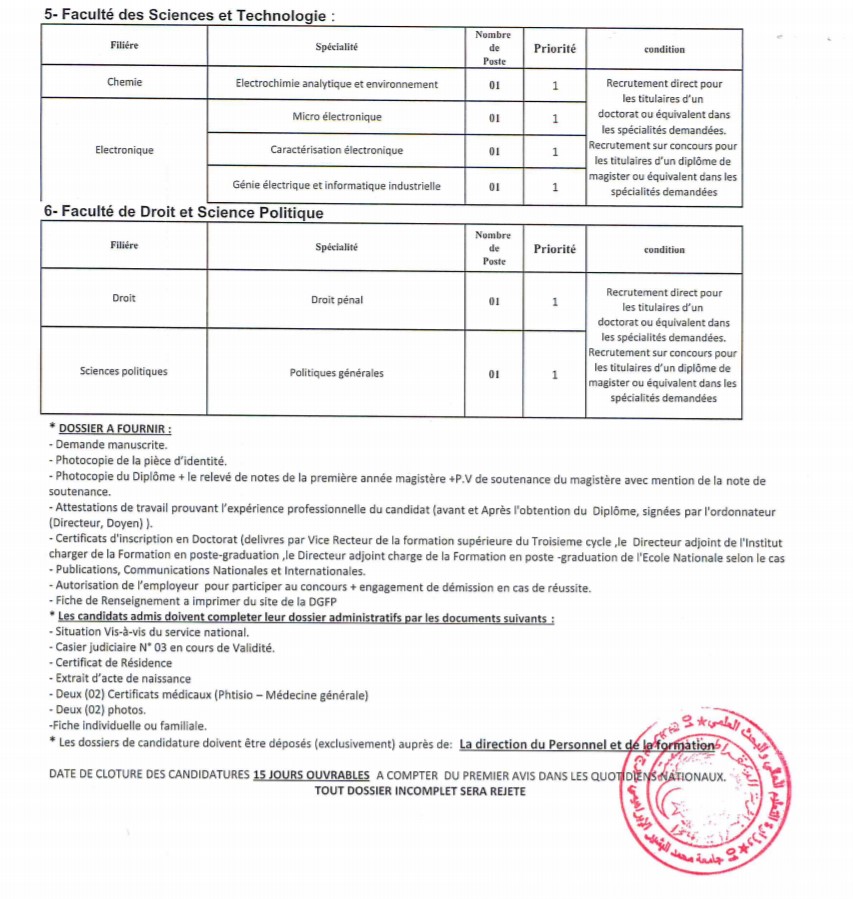 5- Faculté des Sciences et Technologie :
Filiére
Spécialité
Nombre
de
Poste
Priorité
condition
Chemie
Electrochimie analytique et environnement
01
1
Recrutement direct pour
les titulaires d'un
doctorat ou équivalent dans
les spécialités demandées.
Recrutement sur concours pour
les titulaires d'un diplôme de
magister ou équivalent dans les
spécialités demandées
Electronique
Micro électronique
01
1
Caractérisation électronique
01
1
Génie électrique et informatique industrielle
01
1
6- Faculté de Droit et Science Politique
Filiére
Spécialité
Nombre
de
Poste
Priorité
condition
Droit
Droit pénal
01
1
Recrutement direct pour
les titulaires d'un
doctorat ou équivalent dans
les spécialités demandées.
Recrutement sur concours pour
les titulaires d'un diplôme de
magister ou équivalent dans les
spécialités demandées
Sciences politiques
Politiques générales
01
1
* DOSSIER A FOURNIR :
- Demande manuscrite.
- Photocopie de la pièce d'identité.
- Photocopie du Diplôme + le relevé de notes de la première année magistère +P.V de soutenance du magistère avec mention de la note de
soutenance.
- Attestations de travail prouvant l'expérience professionnelle du candidat (avant et Après l'obtention du Diplôme, signées par l'ordonnateur
(Directeur, Doyen) ).
- Certificats d'inscription en Doctorat (delivres par Vice Recteur de la formation supérieure du Troisieme cycle ,le Directeur adjoint de l'Institut
charger de la Formation en poste-graduation ,le Directeur adjoint charge de la Formation en poste -graduation de l'Ecole Nationale selon le cas
- Publications, Communications Nationales et Internationales.
- Autorisation de l'employeur pour participer au concours + engagement de démission en cas de réussite.
- Fiche de Renseignement a imprimer du site de la DGFP
* Les candidats admis doivent completer leur dossier administratifs par les documents suivants :
- Situation Vis-à-vis du service national.
- Casier judiciaire N° 03 en cours de Validité.
- Certificat de Résidence
- Extrait d'acte de naissance
- Deux (02) Certificats médicaux (Phtisio – Médecine générale)
- Deux (02) photos.
-Fiche individuelle ou familiale.
* Les dossiers de candidature doivent être déposés (exclusivement) auprès de: La direction du Personnel et de la formation
DATE DE CLOTURE DES CANDIDATURES 15 JOURS OUVRABLES A COMPTER DU PREMIER AVIS DANS LES QUOTIDIENS NATIONAUX.
TOUT DOSSIER INCOMPLET SERA REJETE
وزارة التعليم العالي والبحث العلمي
جامعة محمد البشير الإبراهيمي